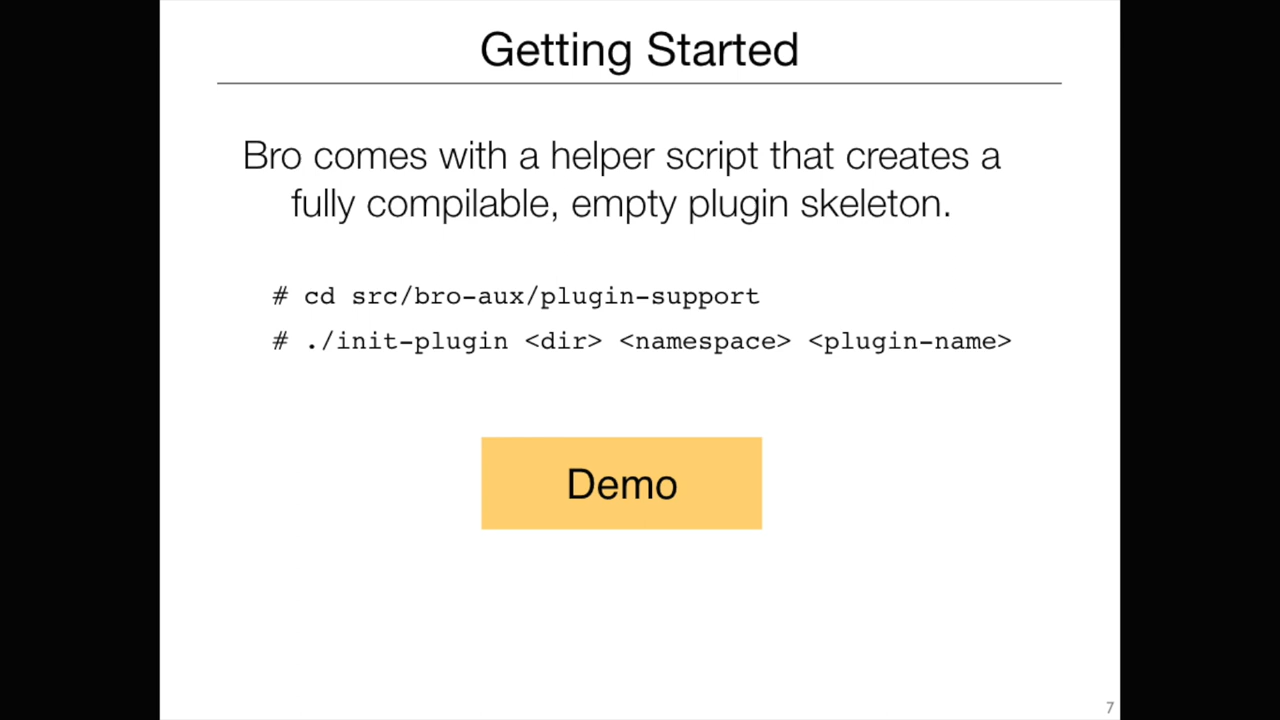 Getting Started
Bro comes with a helper script that creates a
fully compilable, empty plugin skeleton.
# cd src/bro-aux/plugin-support
# ./init-plugin <dir> <namespace> <plugin-name>
Demo
7